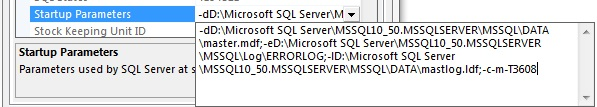 Startup Parameters
-dD:\Microsoft SQL Server\M
Stock Keeping Unit ID
-dD:\Microsoft SQL Server\MSSQL10_50.MSSQLSERVER\MSSQL\DATA
\master.mdf;-eD:\Microsoft SQL Server\MSSQL10_50.MSSQLSERVER
\MSSQL\Log\ERRORLOG;-lD:\Microsoft SQL Server
\MSSQL10_50.MSSQLSERVER\MSSQL\DATA\mastlog.ldf;-c-m-T3608
Startup Parameters
Parameters used by SQL Server at s